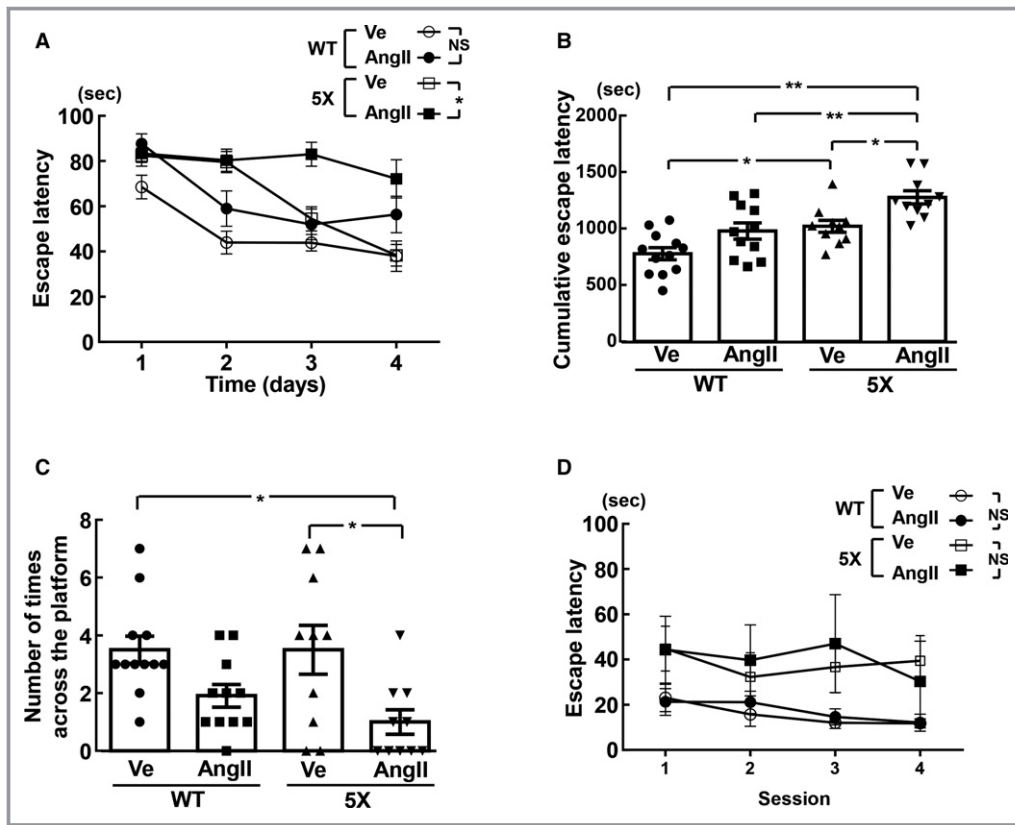 A
WT
Ve
AngII
NS
5X
Ve
AngII
*
(sec)
100
80
60
40
20
0
Escape latency
1 2 3 4
Time (days)
B
(sec)
**
**
*
*
2000
1500
1000
500
0
Cumulative escape latency
Ve AngII Ve AngII
WT 5X
C
*
*
8
6
4
2
0
Number of times
across the platform
Ve AngII Ve AngII
WT 5X
D
(sec)
WT
Ve
AngII
NS
5X
Ve
AngII
NS
100
80
60
40
20
0
Escape latency
1 2 3 4
Session